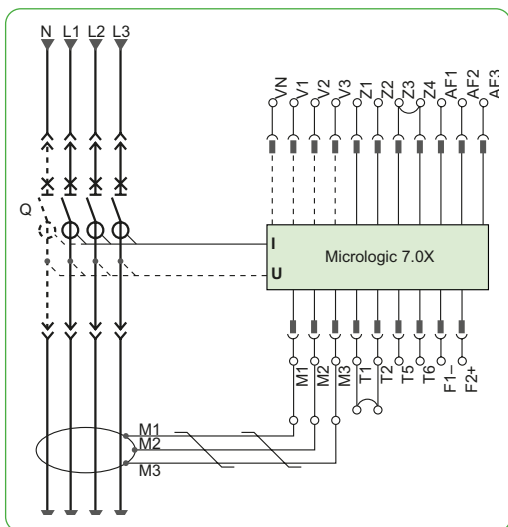 N L1 L2 L3
VN V1 V2 V3 Z1 Z2 Z3 Z4 AF1 AF2 AF3
Q
I
Micrologic 7.0X
U
M1 M2 M3 T1 T2 T5 T6 F1– F2+
M1
M2
M3